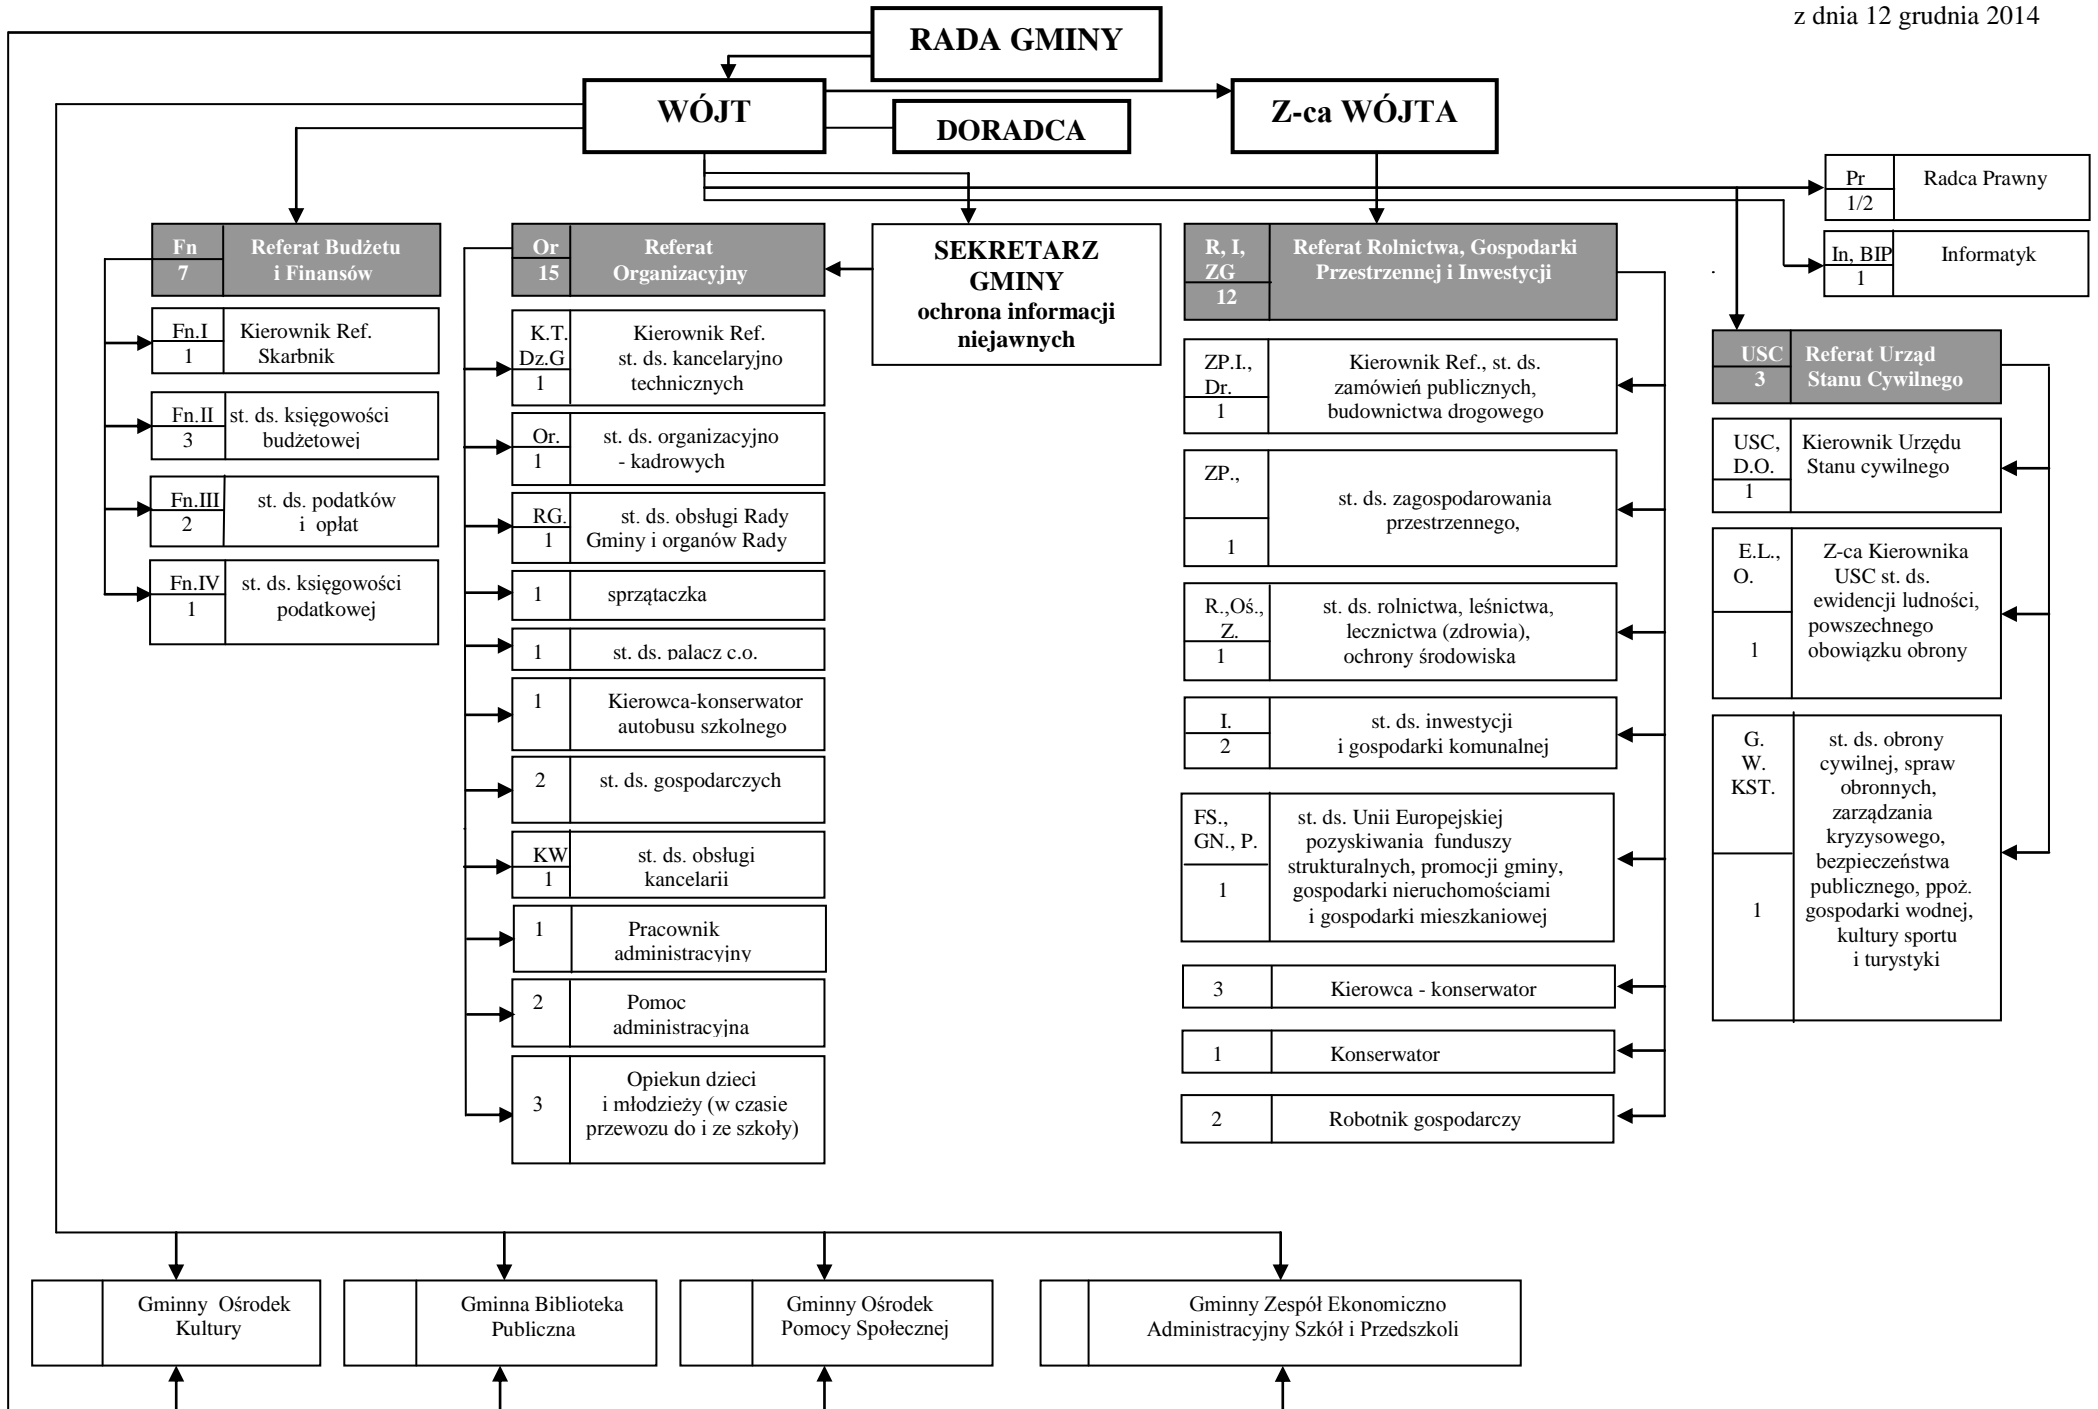 z dnia 12 grudnia 2014
RADA GMINY
WÓJT
DORADCA
Z-ca WÓJTA
Pr
1/2
Radca Prawny
In, BIP
1
Informatyk
Fn
7
Referat Budżetu
i Finansów
Fn.I
1
Kierownik Ref.
Skarbnik
Fn.II
3
st. ds. księgowości
budżetowej
Fn.III
2
st. ds. podatków
i opłat
Fn.IV
1
st. ds. księgowości
podatkowej
Or
15
Referat
Organizacyjny
K.T.
Dz.G
1
Kierownik Ref.
st. ds. kancelaryjno
technicznych
Or.
1
st. ds. organizacyjno
- kadrowych
RG.
1
st. ds. obsługi Rady
Gminy i organów Rady
1
sprzątaczka
1
st. ds. palacz c.o.
1
Kierowca-konserwator
autobusu szkolnego
2
st. ds. gospodarczych
KW
1
st. ds. obsługi
kancelarii
1
Pracownik
administracyjny
2
Pomoc
administracyjna
3
Opiekun dzieci
i młodzieży (w czasie
przewozu do i ze szkoły)
SEKRETARZ
GMINY
ochrona informacji
niejawnych
R, I,
ZG
12
Referat Rolnictwa, Gospodarki
Przestrzennej i Inwestycji
ZP.I.,
Dr.
1
Kierownik Ref., st. ds.
zamówień publicznych,
budownictwa drogowego
ZP.,
1
st. ds. zagospodarowania
przestrzennego,
R.,Oś.,
Z.
1
st. ds. rolnictwa, leśnictwa,
lecznictwa (zdrowia),
ochrony środowiska
I.
2
st. ds. inwestycji
i gospodarki komunalnej
FS.,
GN., P.
1
st. ds. Unii Europejskiej
pozyskiwania funduszy
strukturalnych, promocji gminy,
gospodarki nieruchomościami
i gospodarki mieszkaniowej
3
Kierowca - konserwator
1
Konserwator
2
Robotnik gospodarczy
USC
3
Referat Urząd
Stanu Cywilnego
USC,
D.O.
1
Kierownik Urzędu
Stanu cywilnego
E.L.,
O.
1
Z-ca Kierownika
USC st. ds.
ewidencji ludności,
powszechnego
obowiązku obrony
G.
W.
KST.
1
st. ds. obrony
cywilnej, spraw
obronnych,
zarządzania
kryzysowego,
bezpieczeństwa
publicznego, ppoż.
gospodarki wodnej,
kultury sportu
i turystyki
Gminny Ośrodek
Kultury
Gminna Biblioteka
Publiczna
Gminny Ośrodek
Pomocy Społecznej
Gminny Zespół Ekonomiczno
Administracyjny Szkół i Przedszkoli